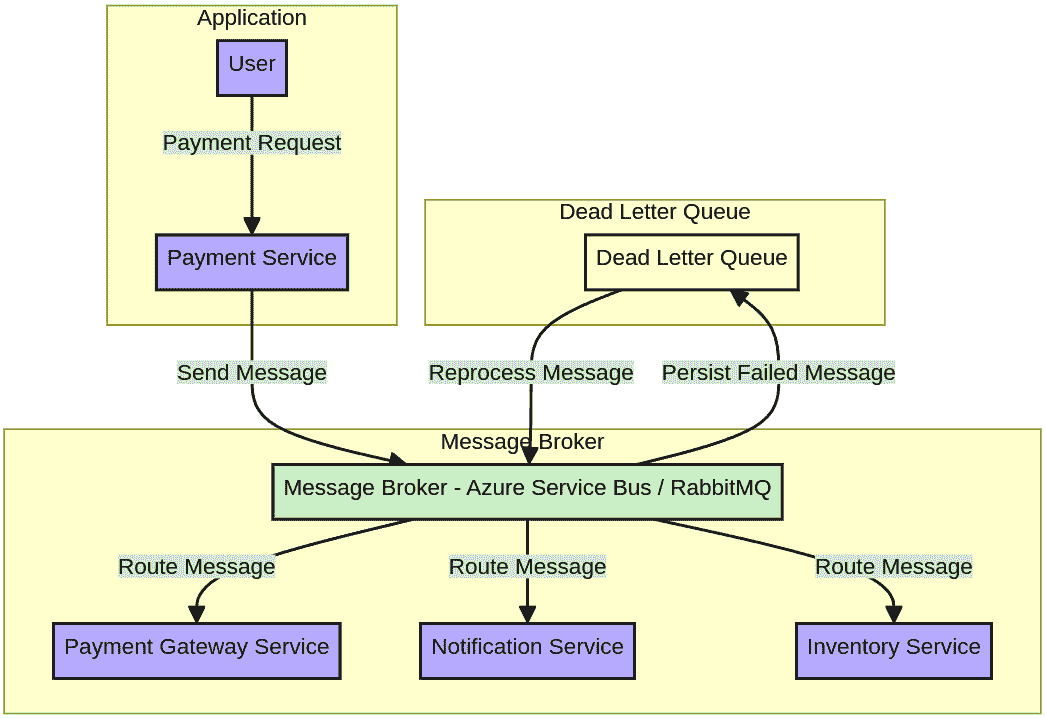 Application
User
Payment Request
Payment Service
Dead Letter Queue
Dead Letter Queue
Send Message
Reprocess Message
Persist Failed Message
Message Broker
Message Broker - Azure Service Bus / RabbitMQ
Route Message
Route Message
Route Message
Payment Gateway Service
Notification Service
Inventory Service